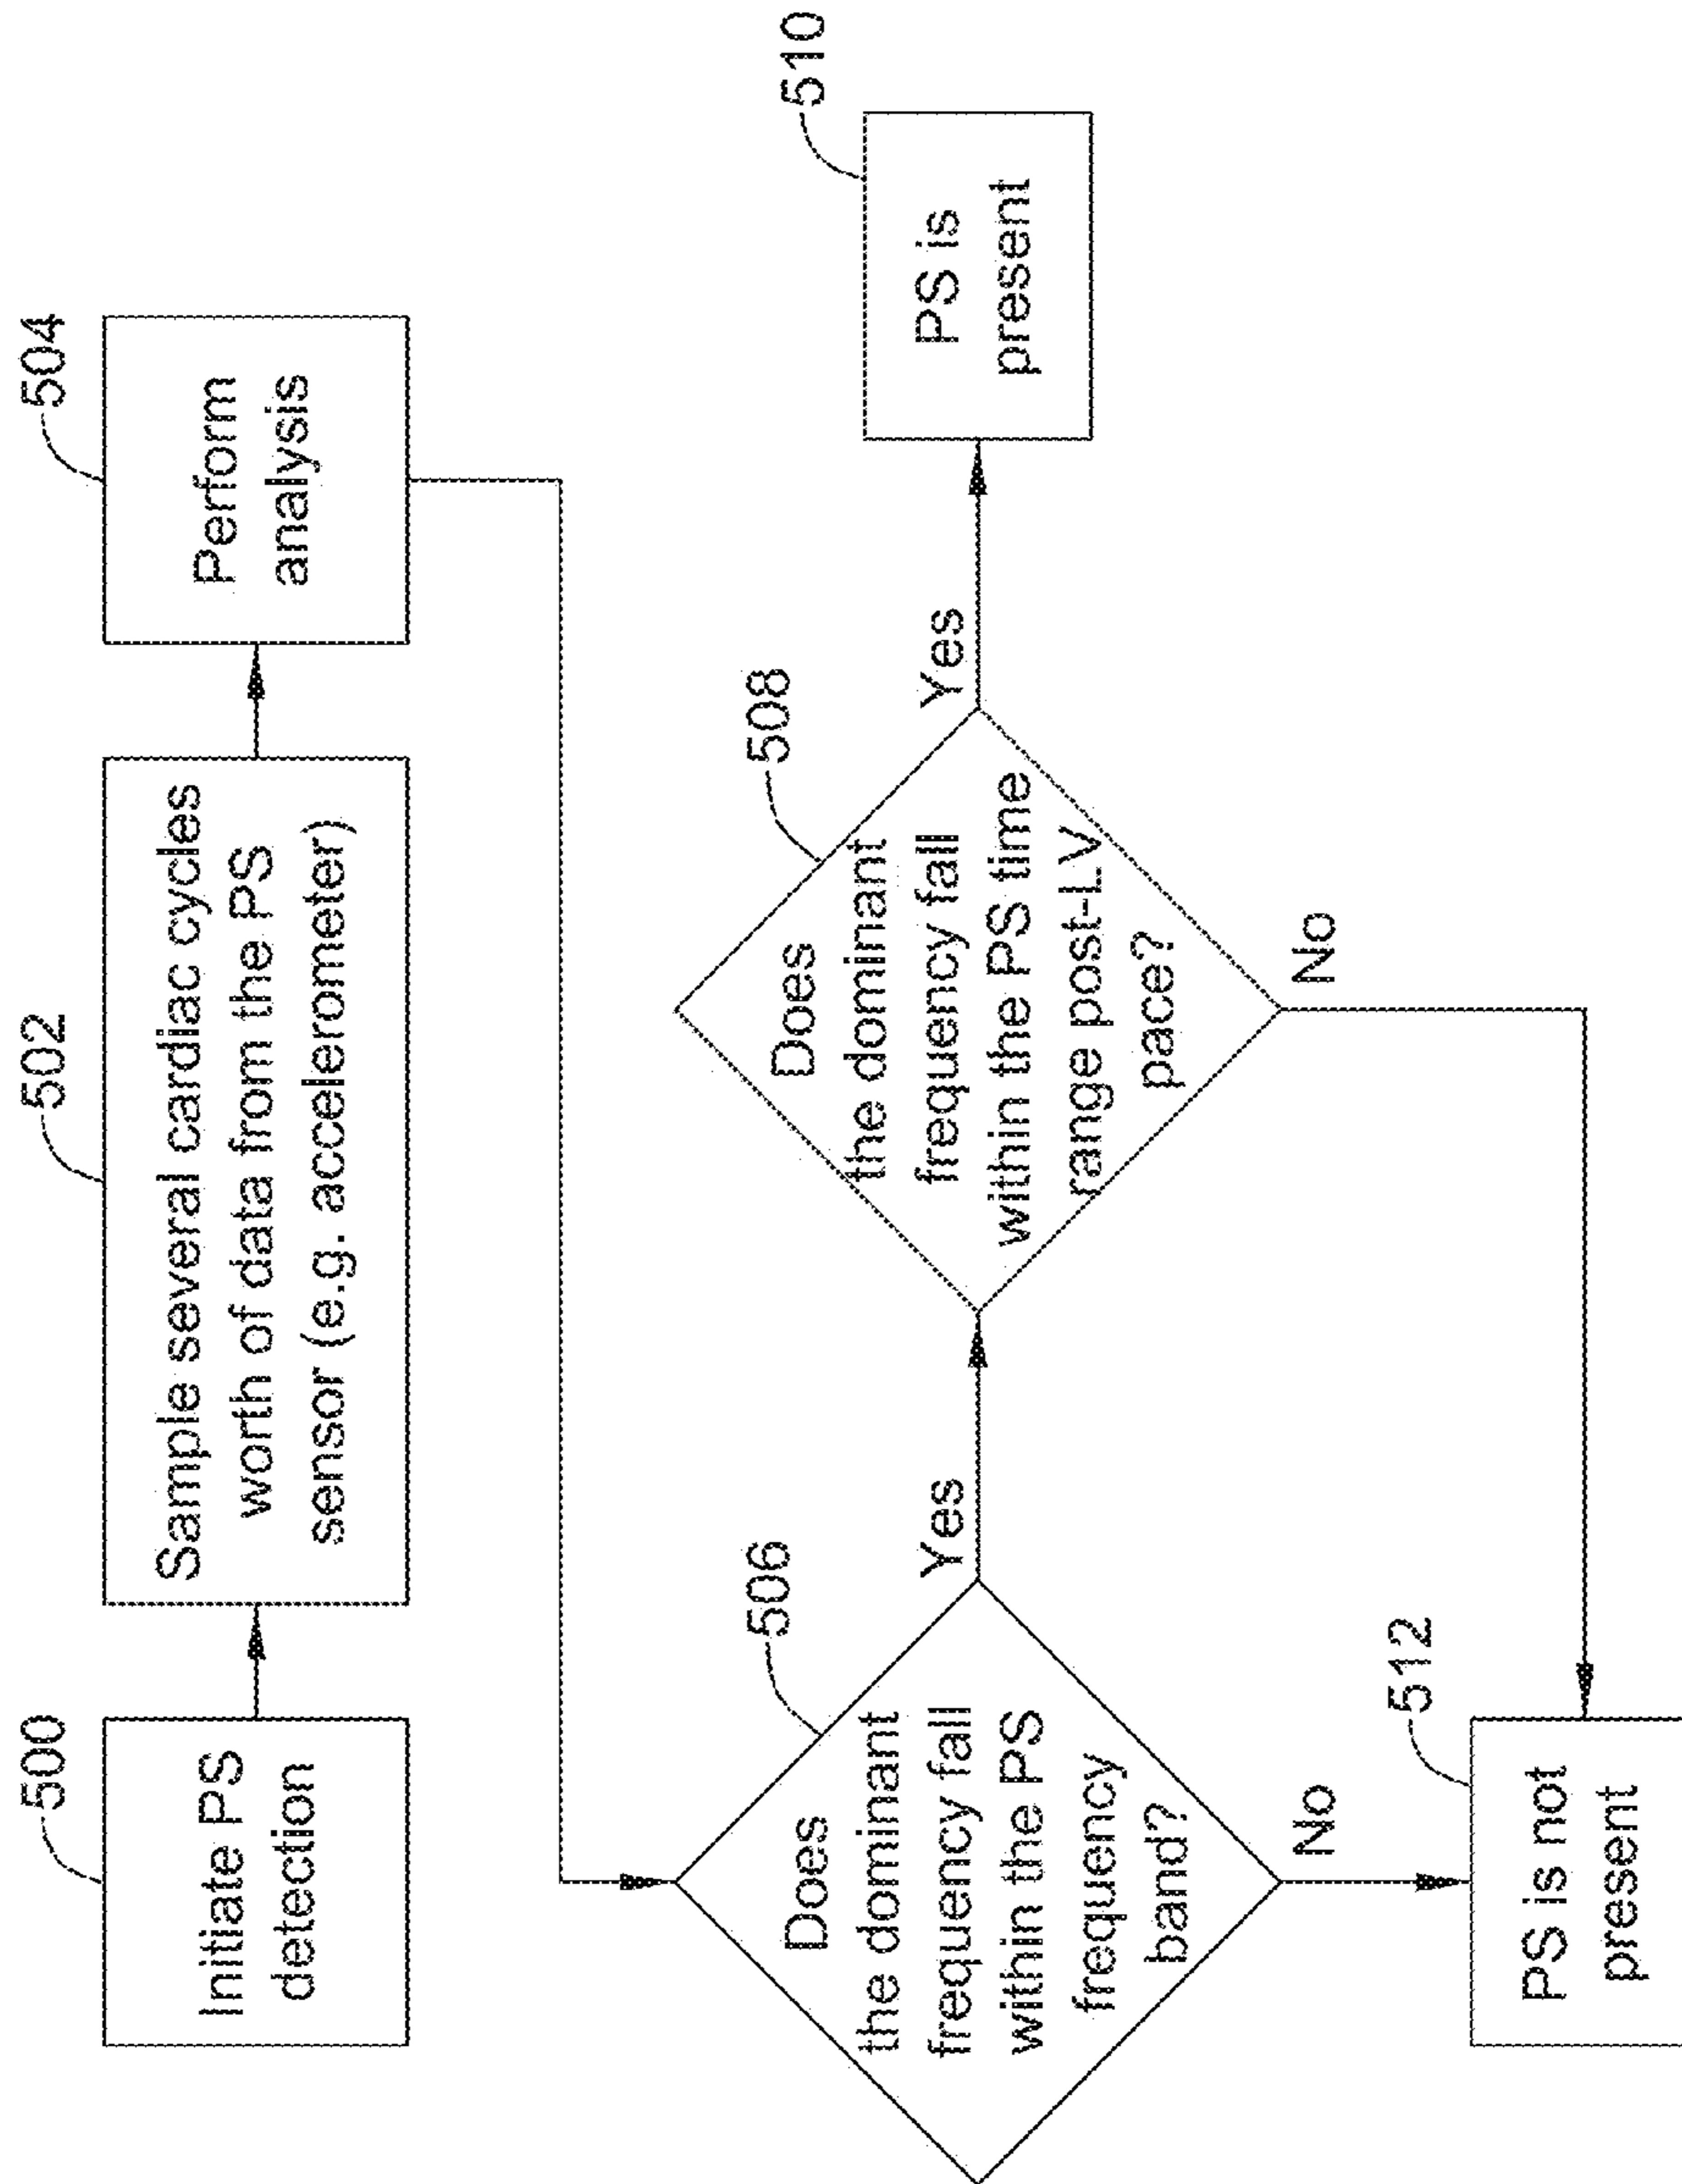 500
Initiate PS
detection
502
Sample several cardiac cycles
worth of data from the PS
sensor (e.g. accelerometer)
504
Perform
analysis
506
Does
the dominant
frequency fall
within the PS
frequency
band?
Yes
No
508
Does
the dominant
frequency fall
within the PS time
range post-LV
pace?
Yes
No
510
PS is
present
512
PS is not
present